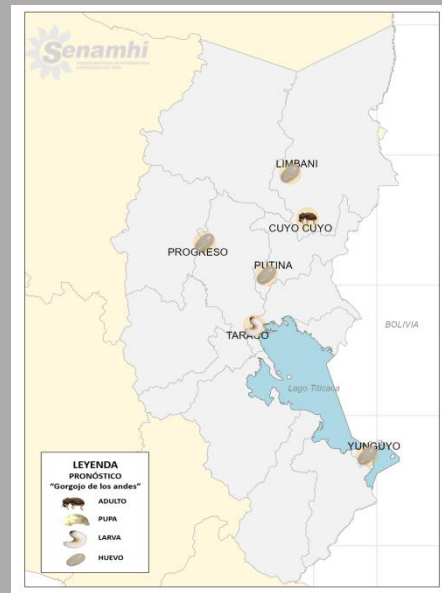 Senamhi
LIMBANI
CUYO CUYO
PROGRESO
PUTINA
TARACO
BOLIVIA
Lago Titicaca
YUNGUYO
LEYENDA
PRONÓSTICO
"Gorgojo de los andes"
ADULTO
PUPA
LARVA
HUEVO